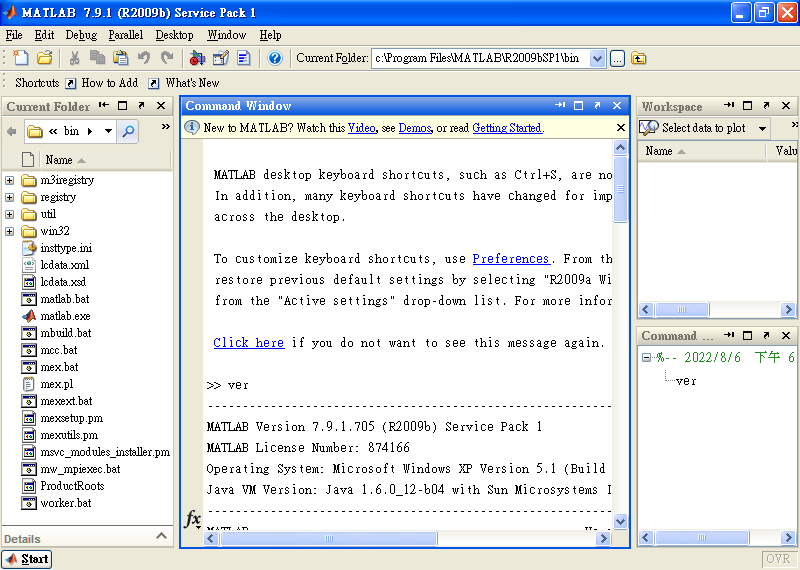 MATLAB 7.9.1 (R2009b) Service Pack 1
File Edit Debug Parallel Desktop Window Help
Current Folder: c:\Program Files\MATLAB\R2009bSP1\bin
Shortcuts How to Add What's New
Current Folder
« bin
Name
m3iregistry
registry
util
win32
insttype.ini
lcdata.xml
lcdata.xsd
matlab.bat
matlab.exe
mbuild.bat
mcc.bat
mex.bat
mex.pl
mexext.bat
mexsetup.pm
mexutils.pm
msvc_modules_installer.pm
mw_mpiexec.bat
ProductRoots
worker.bat
Details
Command Window
New to MATLAB? Watch this Video, see Demos, or read Getting Started.
MATLAB desktop keyboard shortcuts, such as Ctrl+S, are no
In addition, many keyboard shortcuts have changed for imp
across the desktop.
To customize keyboard shortcuts, use Preferences. From th
restore previous default settings by selecting "R2009a Wi
from the "Active settings" drop-down list. For more infor
Click here if you do not want to see this message again.
>> ver
-------------------------------------------------------
MATLAB Version 7.9.1.705 (R2009b) Service Pack 1
MATLAB License Number: 874166
Operating System: Microsoft Windows XP Version 5.1 (Build
Java VM Version: Java 1.6.0_12-b04 with Sun Microsystems I
-------------------------------------------------------
MATLAB
fx
Workspace
Select data to plot
Name Valu
Command ...
%-- 2022/8/6 下午 6
ver
Start
OVR